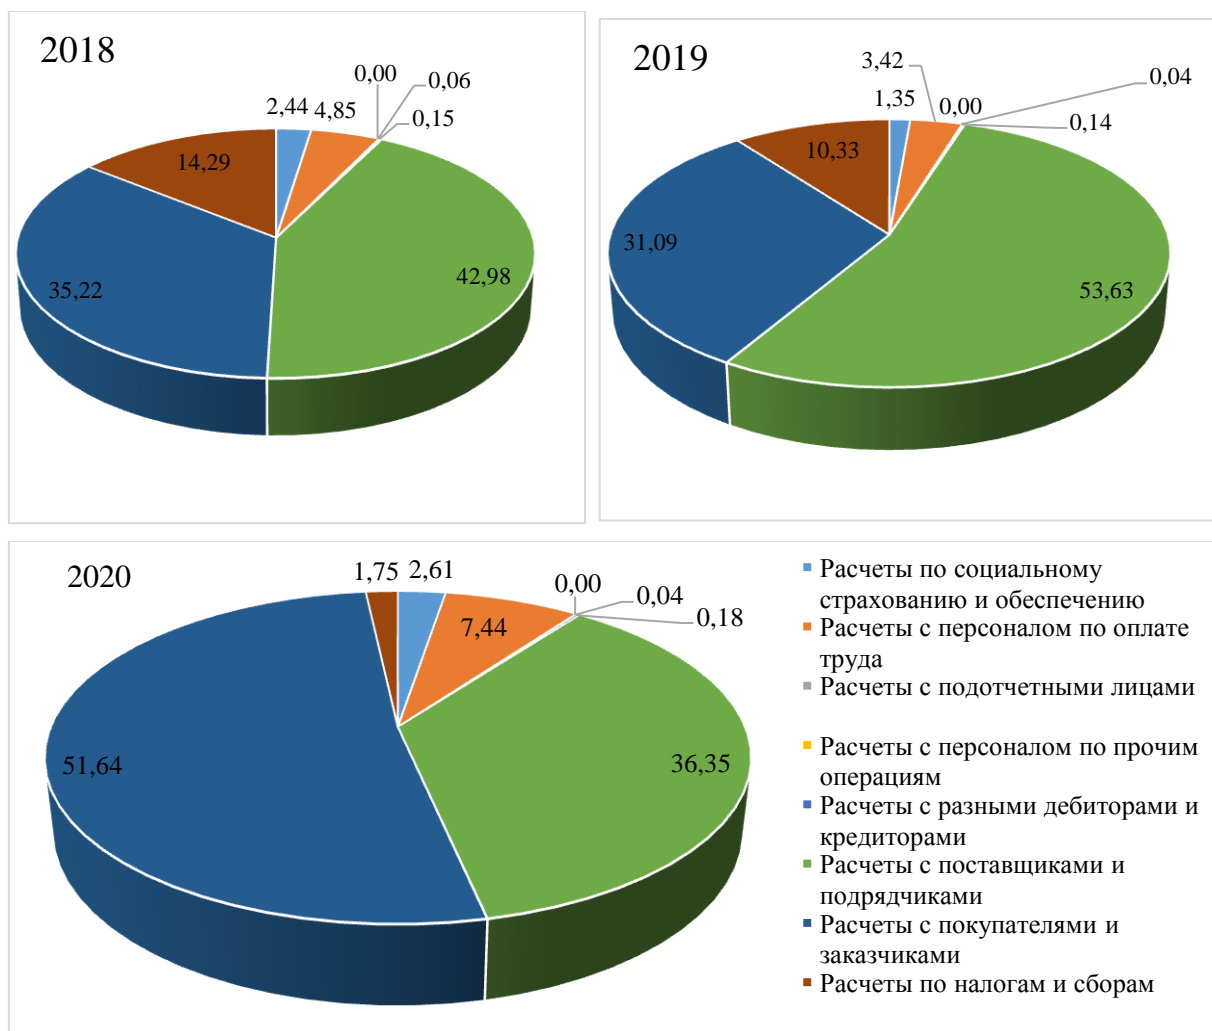 2018
0,00
0,06
2,44
4,85
0,15
14,29
42,98
35,22
2019
3,42
0,04
1,35
0,00
0,14
10,33
31,09
53,63
2020
1,75
2,61
0,00
0,04
0,18
7,44
51,64
36,35
Расчеты по социальному
страхованию и обеспечению
Расчеты с персоналом по оплате
труда
Расчеты с подотчетными лицами
Расчеты с персоналом по прочим
операциям
Расчеты с разными дебиторами и
кредиторами
Расчеты с поставщиками и
подрядчиками
Расчеты с покупателями и
заказчиками
Расчеты по налогам и сборам